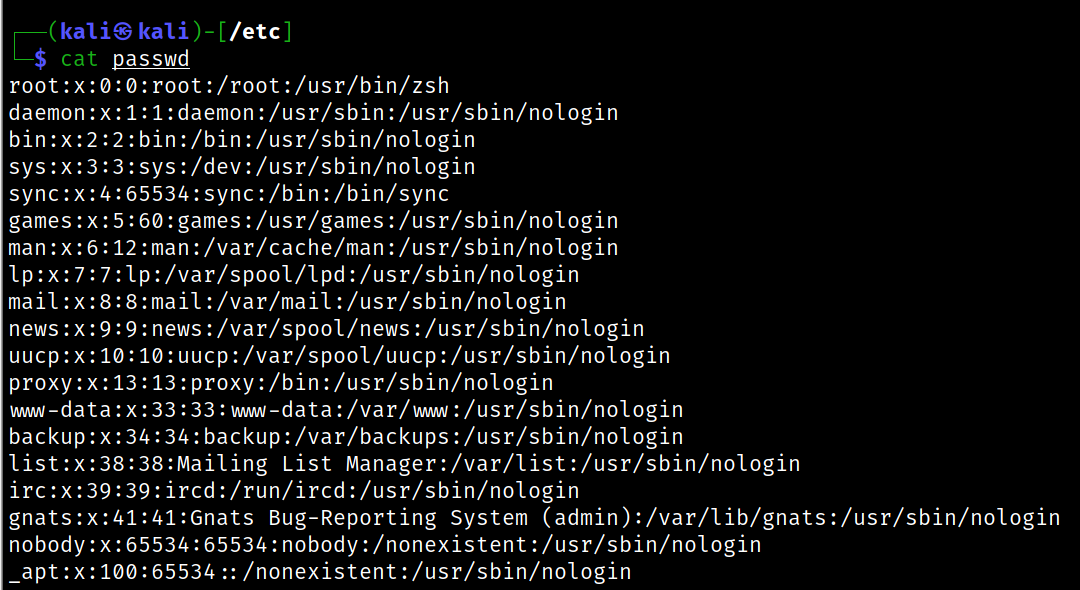 ┌──(kali㉿kali)-[/etc]
└─$ cat passwd
root:x:0:0:root:/root:/usr/bin/zsh
daemon:x:1:1:daemon:/usr/sbin:/usr/sbin/nologin
bin:x:2:2:bin:/bin:/usr/sbin/nologin
sys:x:3:3:sys:/dev:/usr/sbin/nologin
sync:x:4:65534:sync:/bin:/bin/sync
games:x:5:60:games:/usr/games:/usr/sbin/nologin
man:x:6:12:man:/var/cache/man:/usr/sbin/nologin
lp:x:7:7:lp:/var/spool/lpd:/usr/sbin/nologin
mail:x:8:8:mail:/var/mail:/usr/sbin/nologin
news:x:9:9:news:/var/spool/news:/usr/sbin/nologin
uucp:x:10:10:uucp:/var/spool/uucp:/usr/sbin/nologin
proxy:x:13:13:proxy:/bin:/usr/sbin/nologin
www-data:x:33:33:www-data:/var/www:/usr/sbin/nologin
backup:x:34:34:backup:/var/backups:/usr/sbin/nologin
list:x:38:38:Mailing List Manager:/var/list:/usr/sbin/nologin
irc:x:39:39:ircd:/run/ircd:/usr/sbin/nologin
gnats:x:41:41:Gnats Bug-Reporting System (admin):/var/lib/gnats:/usr/sbin/nologin
nobody:x:65534:65534:nobody:/nonexistent:/usr/sbin/nologin
_apt:x:100:65534::/nonexistent:/usr/sbin/nologin